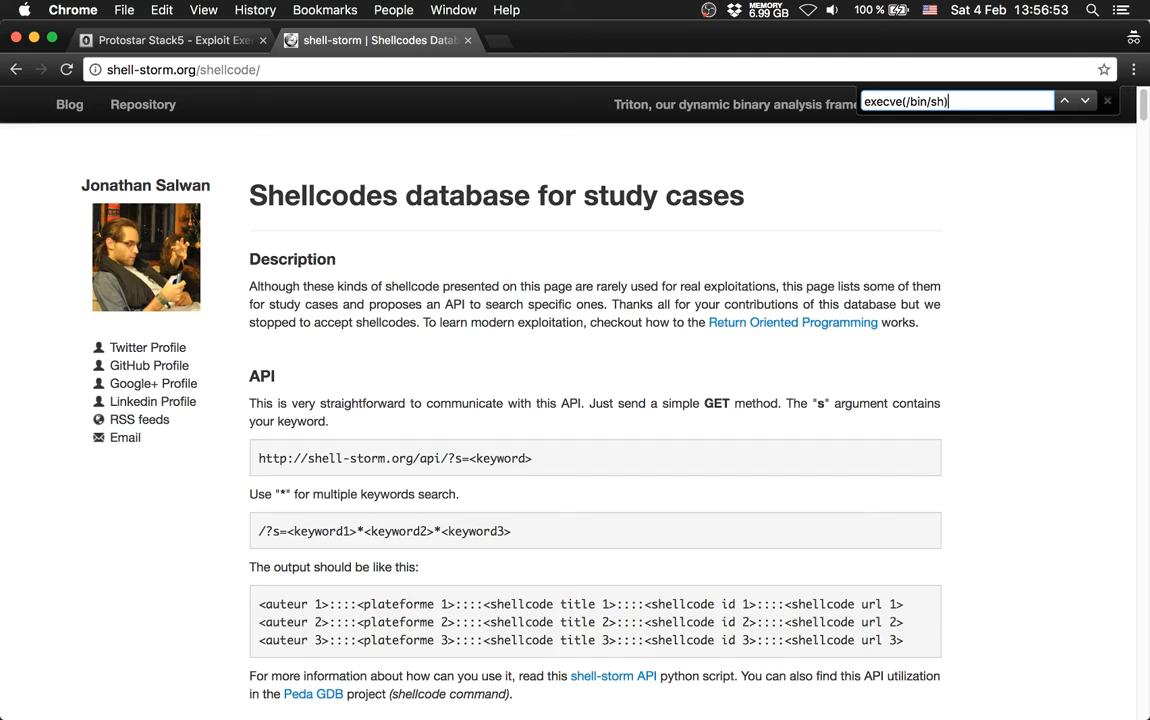 Chrome File Edit View History Bookmarks People Window Help MEMORY 6.99 GB 100 % Sat 4 Feb 13:56:53
Protostar Stack5 - Exploit Exe shell-storm | Shellcodes Datab
shell-storm.org/shellcode/
Blog Repository Triton, our dynamic binary analysis frame execve(/bin/sh)
Jonathan Salwan
Shellcodes database for study cases
Description
Although these kinds of shellcode presented on this page are rarely used for real exploitations, this page lists some of them
for study cases and proposes an API to search specific ones. Thanks all for your contributions of this database but we
stopped to accept shellcodes. To learn modern exploitation, checkout how to the Return Oriented Programming works.
Twitter Profile
GitHub Profile
Google+ Profile
Linkedin Profile
RSS feeds
Email
API
This is very straightforward to communicate with this API. Just send a simple GET method. The "s" argument contains
your keyword.
http://shell-storm.org/api/?s=<keyword>
Use "*" for multiple keywords search.
/?s=<keyword1>*<keyword2>*<keyword3>
The output should be like this:
<auteur 1>::::<plateforme 1>::::<shellcode title 1>::::<shellcode id 1>::::<shellcode url 1>
<auteur 2>::::<plateforme 2>::::<shellcode title 2>::::<shellcode id 2>::::<shellcode url 2>
<auteur 3>::::<plateforme 3>::::<shellcode title 3>::::<shellcode id 3>::::<shellcode url 3>
For more information about how can you use it, read this shell-storm API python script. You can also find this API utilization
in the Peda GDB project (shellcode command).